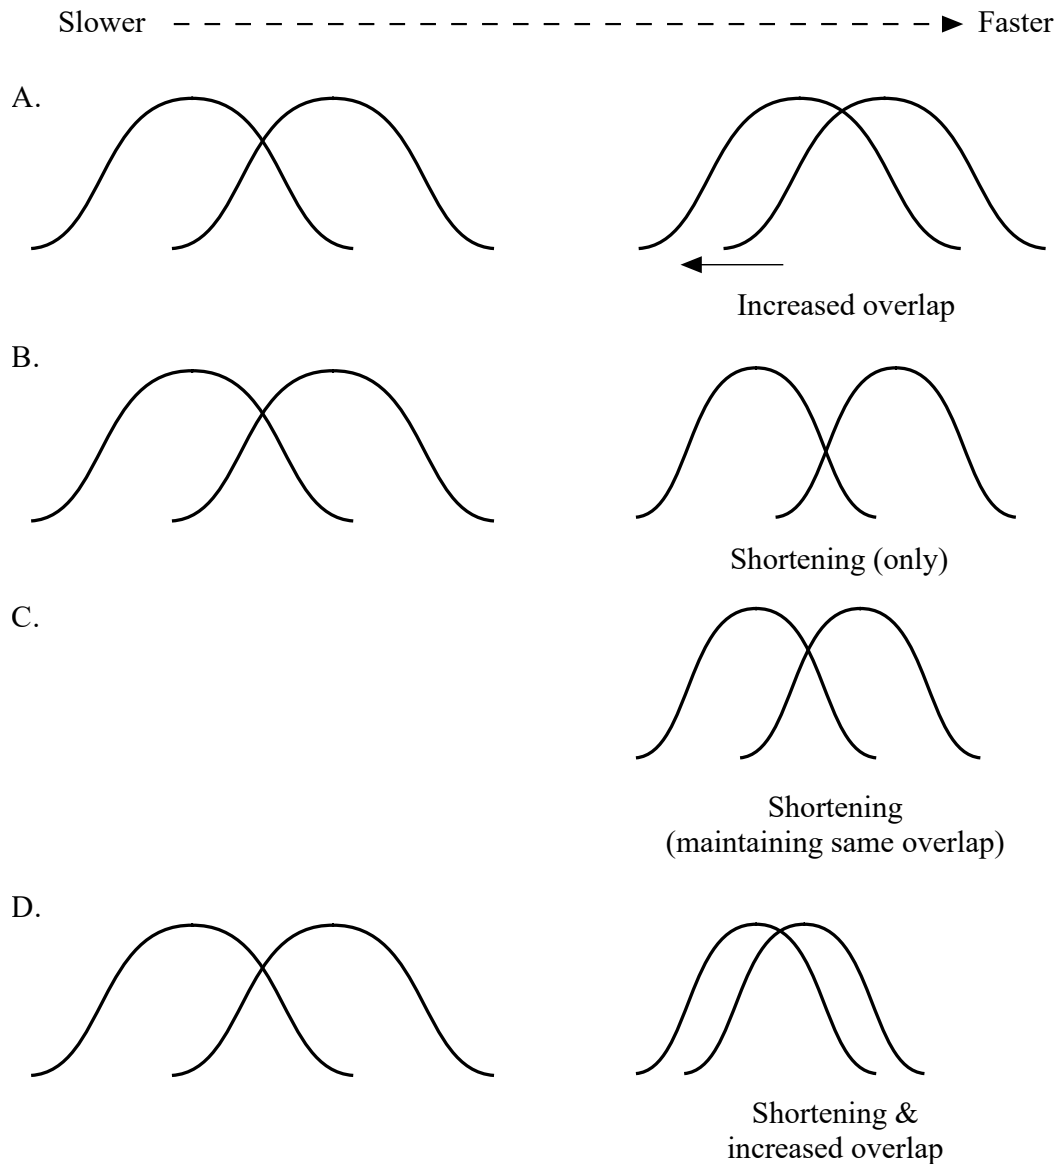 Slower Faster
A.
Increased overlap
B.
Shortening (only)
C.
Shortening
(maintaining same overlap)
D.
Shortening &
increased overlap